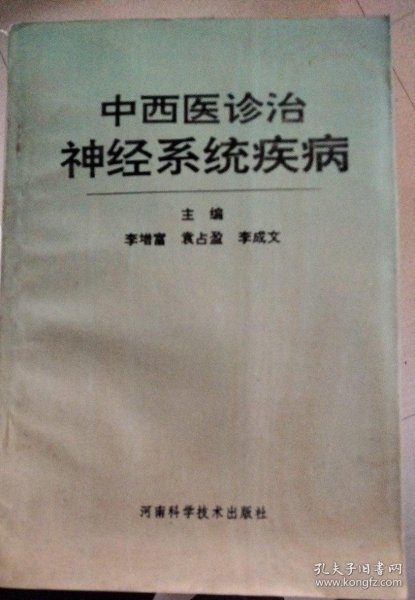 中西医诊治
神经系统疾病
主 编
李增富 袁占盈 李成文
河南科学技术出版社
孔夫子旧书网
www.kongfz.com